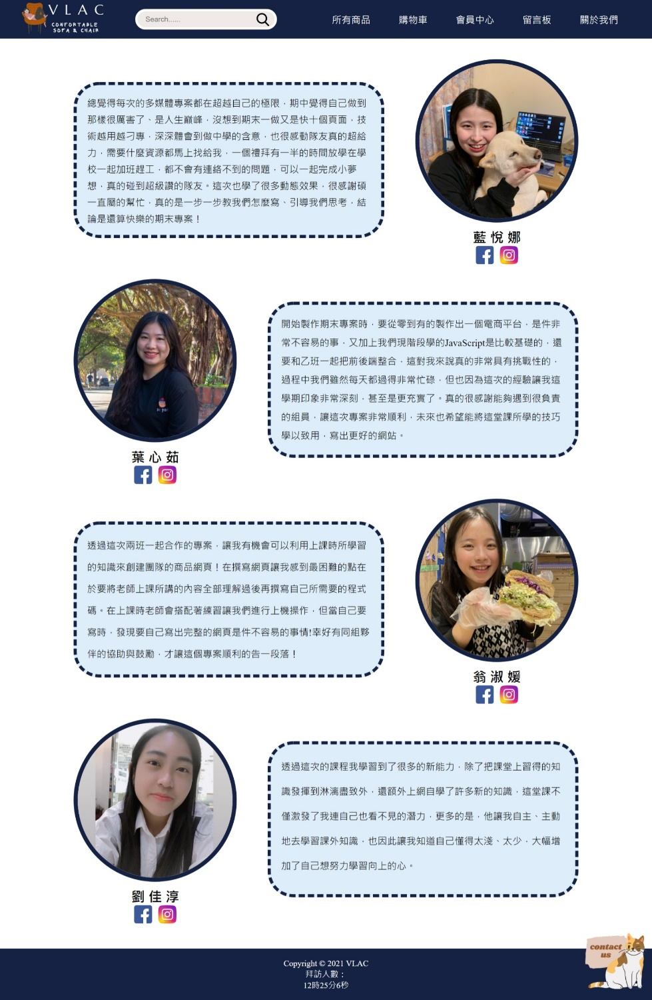 VLAC
CONFORTABLE
SOFA & CHAIR
Search......
所有商品
購物車
會員中心
留言板
關於我們
總覺得每次的多媒體專案都在超越自己的極限，期中覺得自己做到
那樣很厲害了、是人生巔峰，沒想到期末一做又是快十個頁面，技
術越用越刁專，深深體會到做中學的含意，也很感動隊友真的超給
力，需要什麼資源都馬上找給我，一個禮拜有一半的時間放學在學
校一起加班趕工，都不會有連絡不到的問題，可以一起完成小夢
想，真的碰到超級讚的隊友。這次也學了很多動態效果，很感謝碩
一直屬的幫忙，真的是一步一步教我們怎麼寫、引導我們思考，結
論是還算快樂的期末專案！
藍悅娜
開始製作期末專案時，要從零到有的製作出一個電商平台，是件非
常不容易的事，又加上我們現階段學的JavaScript是比較基礎的，還
要和乙班一起把前後端整合，這對我來說真的非常具有挑戰性的，
過程中我們雖然每天都過得非常忙碌，但也因為這次的經驗讓我這
學期印象非常深刻，甚至是更充實了。真的很感謝能夠遇到很負責
的組員，讓這次專案非常順利，未來也希望能將這堂課所學的技巧
學以致用，寫出更好的網站。
葉心茹
透過這次兩班一起合作的專案，讓我有機會可以利用上課時所學習
的知識來創建團隊的商品網頁！在撰寫網頁讓我感到最困難的點在
於要將老師上課所講的內容全部理解過後再撰寫自己所需要的程式
碼。在上課時老師會搭配著練習讓我們進行上機操作，但當自己要
寫時，發現要自己寫出完整的網頁是件不容易的事情!幸好有同組夥
伴的協助與鼓勵，才讓這個專案順利的告一段落！
翁淑媛
透過這次的課程我學習到了很多的新能力，除了把課堂上習得的知
識發揮到淋漓盡致外，還額外上網自學了許多新的知識，這堂課不
僅激發了我連自己也看不見的潛力，更多的是，他讓我自主、主動
地去學習課外知識，也因此讓我知道自己懂得太淺、太少，大幅增
加了自己想努力學習向上的心。
劉佳淳
contact
us
Copyright © 2021 VLAC
拜訪人數：
12時25分6秒